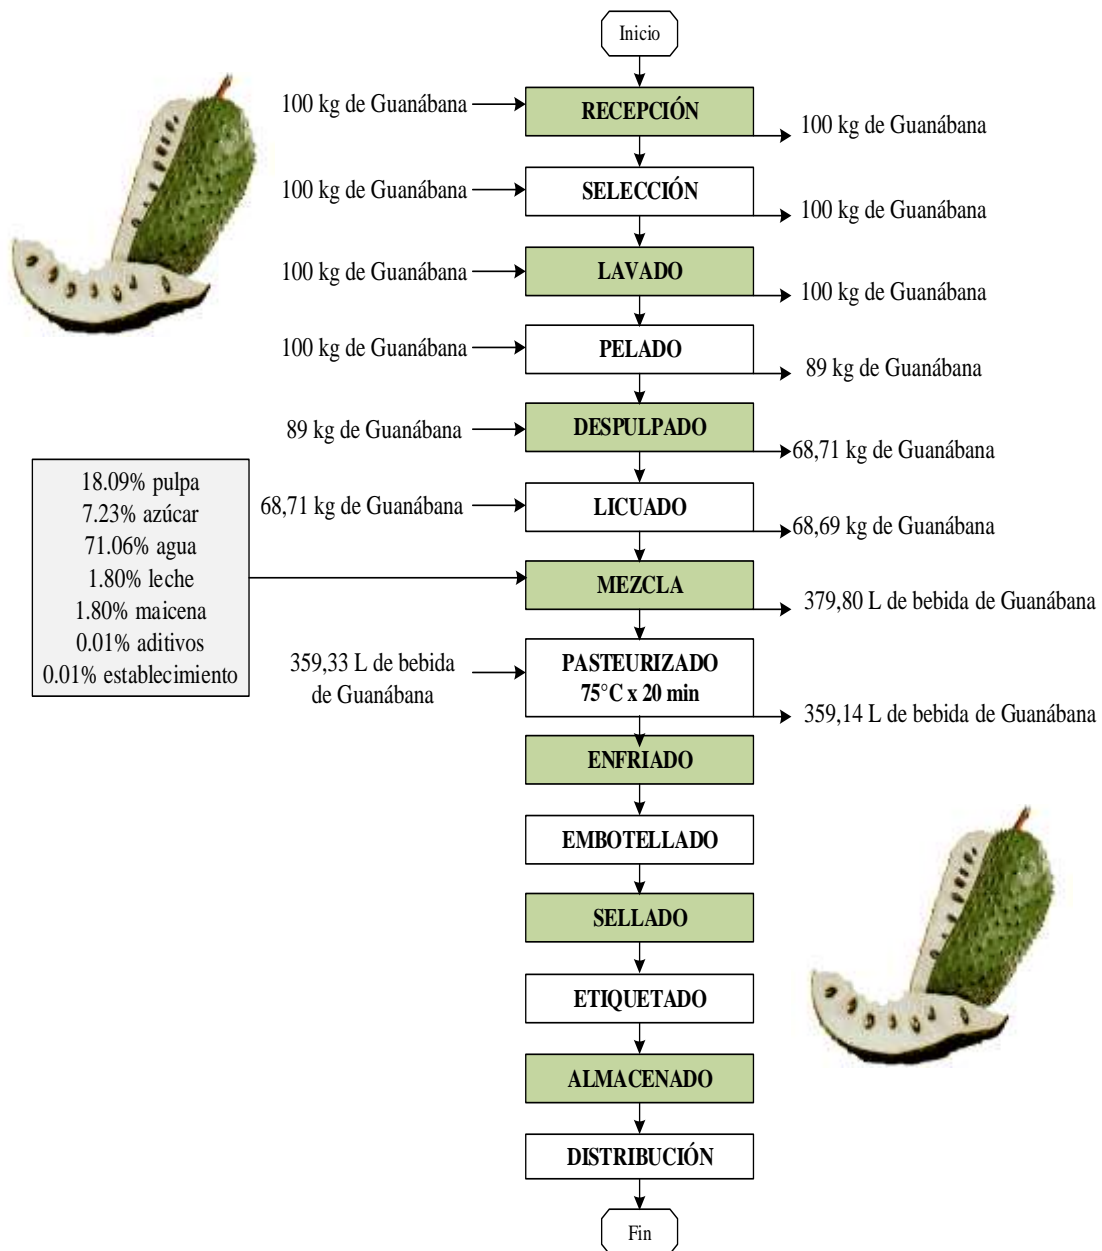 Inicio
100 kg de Guanábana
RECEPCIÓN
100 kg de Guanábana
100 kg de Guanábana
SELECCIÓN
100 kg de Guanábana
100 kg de Guanábana
LAVADO
100 kg de Guanábana
100 kg de Guanábana
PELADO
89 kg de Guanábana
89 kg de Guanábana
DESPULPADO
68,71 kg de Guanábana
68,71 kg de Guanábana
LICUADO
68,69 kg de Guanábana
18.09% pulpa
7.23% azúcar
71.06% agua
1.80% leche
1.80% maicena
0.01% aditivos
0.01% establecimiento
MEZCLA
379,80 L de bebida de Guanábana
359,33 L de bebida
de Guanábana
PASTEURIZADO
75°C x 20 min
359,14 L de bebida de Guanábana
ENFRIADO
EMBOTELLADO
SELLADO
ETIQUETADO
ALMACENADO
DISTRIBUCIÓN
Fin